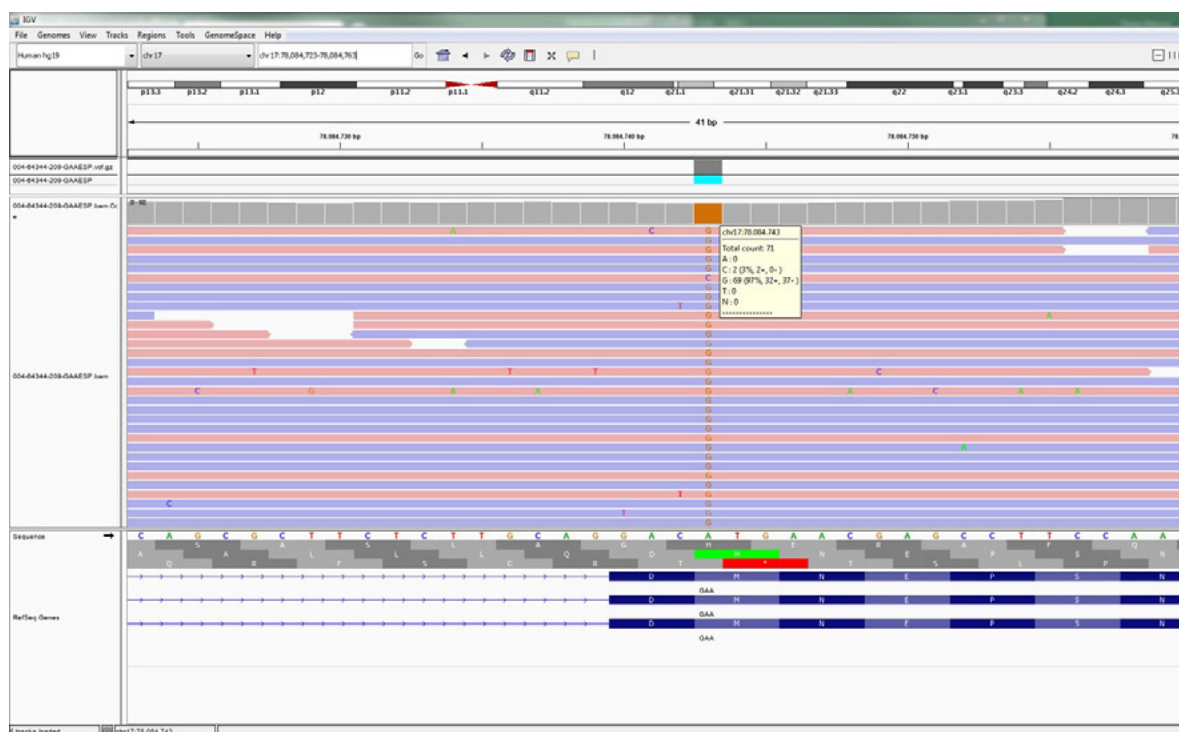 IGV
File Genomes View Tracks Regions Tools GenomeSpace Help
Human hg19 chr17 chr17:78,084,723-78,084,763 Go
p13.3 p13.2 p13.1 p12 p11.2 p11.1 q11.2 q12 q21.1 q21.31 q21.32 q21.33 q22 q23.1 q23.3 q24.2 q24.3 q25.1
41 bp
78.084.730 bp 78.084.740 bp 78.084.750 bp
004-84344-209-GAAESP.vcf.gz
004-84344-209-GAAESP
004-84344-209-GAAESP.bam Co
e
A C G
chr17:78.084.743
Total count: 71
A : 0
C : 2 (3%, 2+, 0- )
G : 69 (97%, 32+, 37- )
T : 0
N : 0
---------------
G
G
G
G
C
G
G
T G
G A
G
G
G
G
G
004-84344-209-GAAESP.bam
T T T G C
G
C G A A G A C A A
G
G
G
G
G
G A
G
G
G
G
T G
C G
T G
G
Sequence
C A G C G C T T C T C T T G C A G G A C A T G A A C G A G C C T T C C A A
S A S L A G H E R A F Q
A A L L Q D M N E P S N
Q R F S C R T * T S L P
D M N E P S N
GAA
D M N E P S N
GAA
RefSeq Genes
D M N E P S N
GAA
chr17:78.084.743